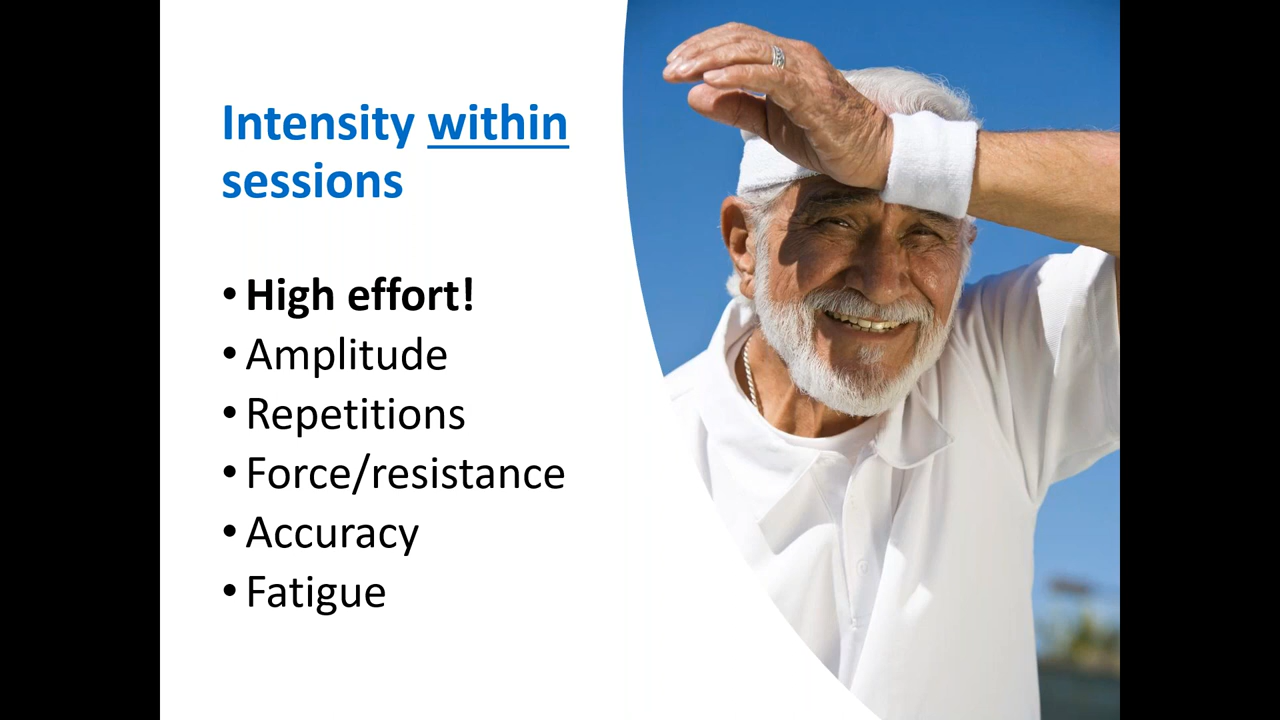 Intensity within
sessions
• High effort!
• Amplitude
• Repetitions
• Force/resistance
• Accuracy
• Fatigue